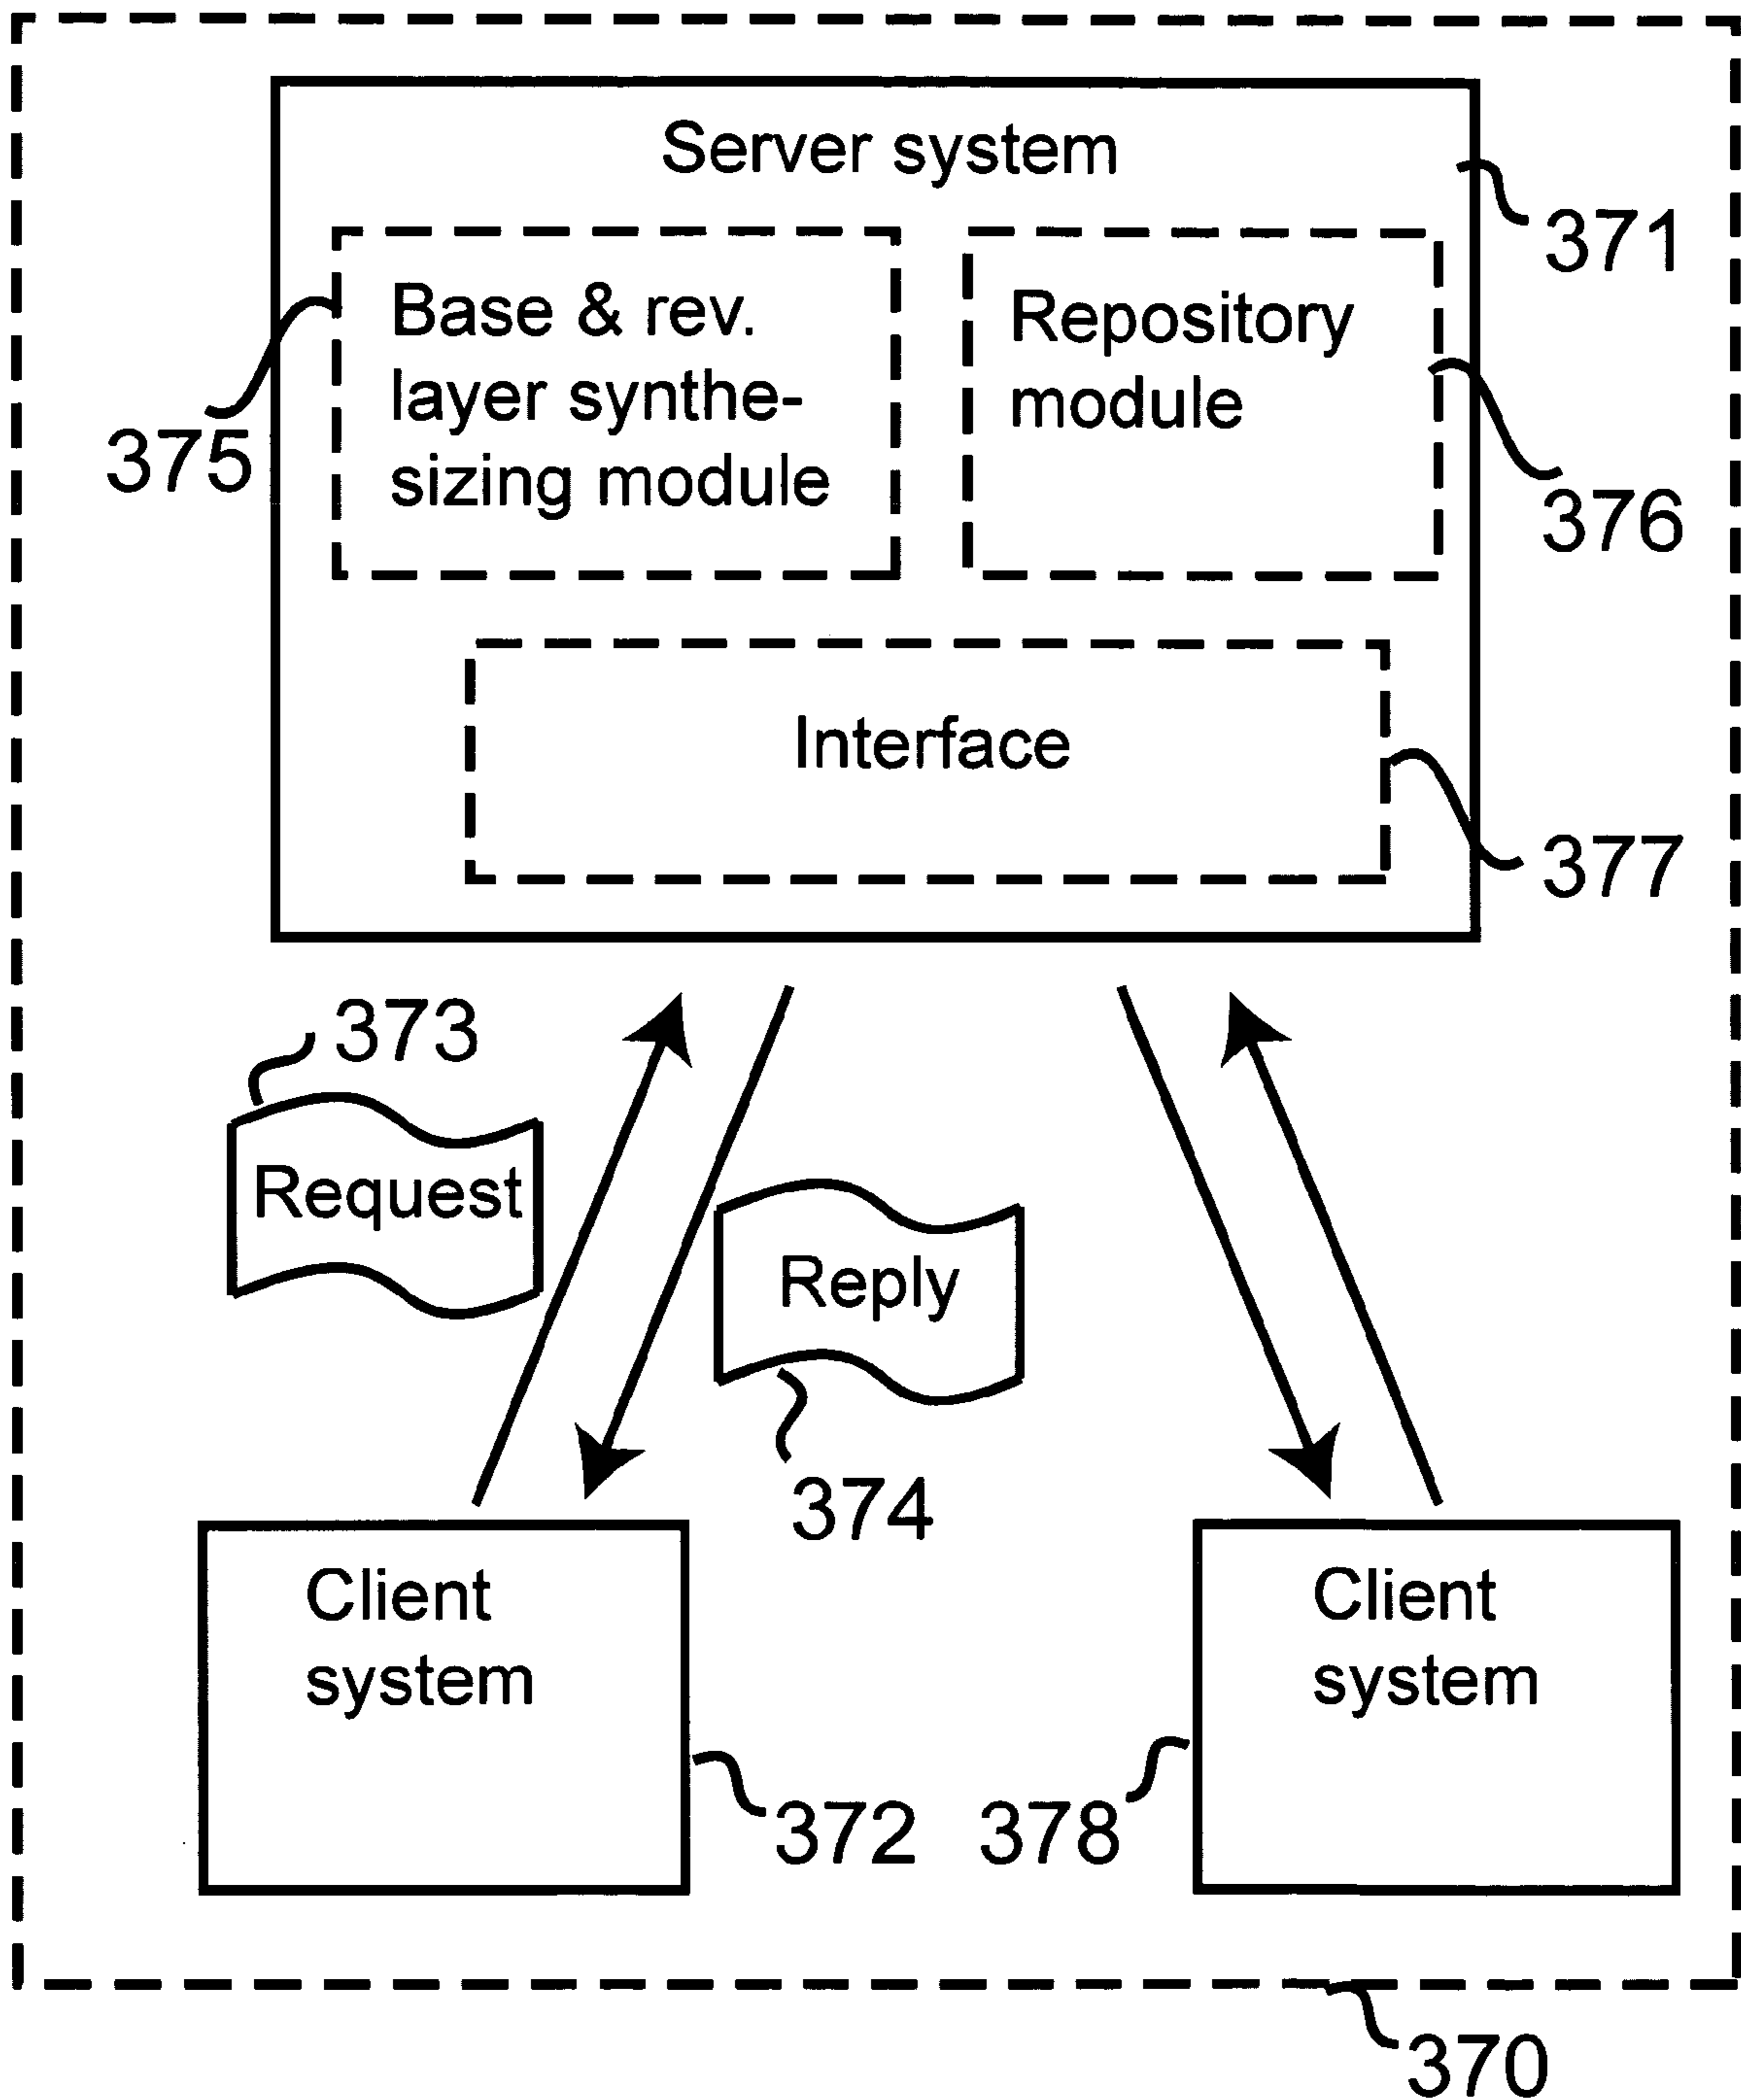 Server system
371
Base & rev.
layer synthe-
sizing module
Repository
module
375
376
Interface
377
373
Request
Reply
374
Client
system
Client
system
372
378
370